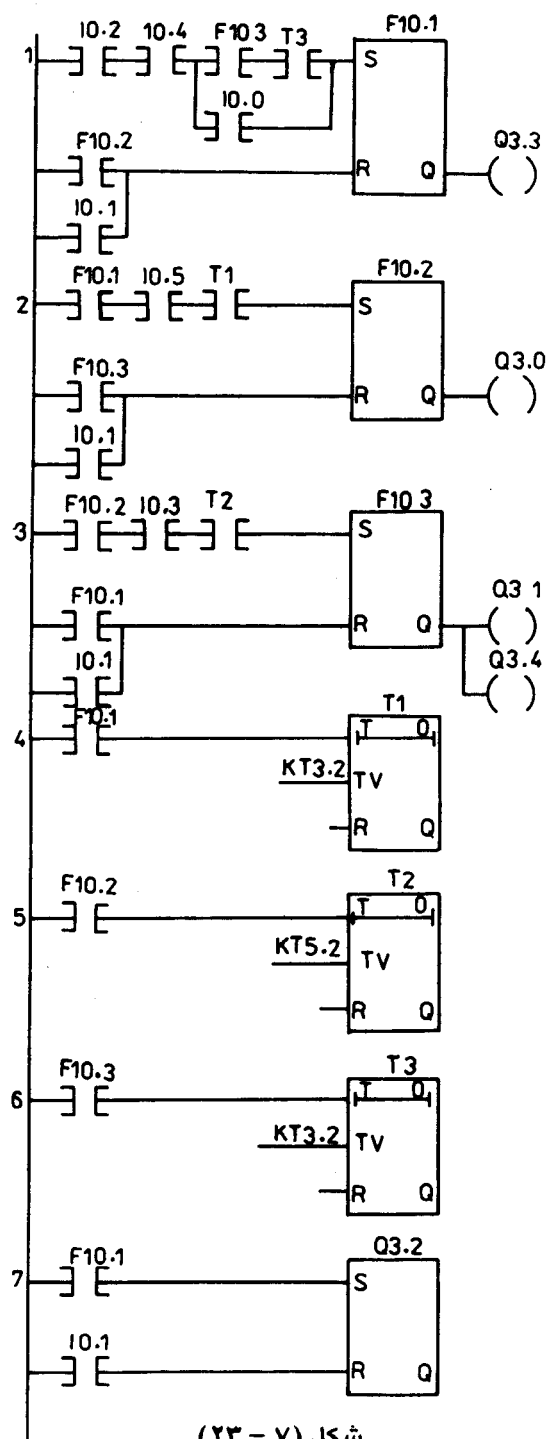 I0.2 I0.4 F10 3 T3 F10.1
1 S
I0.0
F10.2 Q3.3
R Q
I0.1
F10.1 I0.5 T1 F10.2
2 S
F10.3 Q3.0
R Q
I0.1
F10.2 I0.3 T2 F10 3
3 S
F10.1 Q3 1
R Q
I0.1 Q3.4
F10.1 T1
4 T 0
KT3.2 TV
R Q
F10.2 T2
5 T 0
KT5.2 TV
R Q
F10.3 T3
6 T 0
KT3.2 TV
R Q
F10.1 Q3.2
7 S
I0.1
R Q
شكل (٧ – ٢٣)